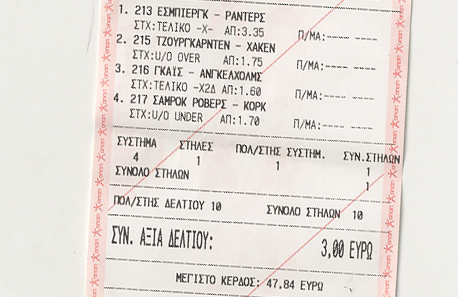 1. 213 ΕΣΜΠΙΕΡΓΚ - ΡΑΝΤΕΡΣ
ΣΤΧ:ΤΕΛΙΚΟ -Χ- ΑΠ:3.35 Π/ΜΑ:----- ----
2. 215 ΤΖΟΥΡΓΚΑΡΝΤΕΝ - ΧΑΚΕΝ
ΣΤΧ:U/O OVER ΑΠ:1.75 Π/ΜΑ:----- ----
3. 216 ΓΚΑΪΣ - ΑΝΓΚΕΛΧΟΛΜΣ
ΣΤΧ:ΤΕΛΙΚΟ -Χ2Δ ΑΠ:1.60 Π/ΜΑ:----- ----
4. 217 ΣΑΜΡΟΚ ΡΟΒΕΡΣ - ΚΟΡΚ
ΣΤΧ:U/O UNDER ΑΠ:1.70 Π/ΜΑ:----- ----
ΣΥΣΤΗΜΑ ΣΤΗΛΕΣ ΠΟΛ/ΣΤΗΣ ΣΥΣΤΗΜ. ΣΥΝ.ΣΤΗΛΩΝ
4 1 1 1
ΣΥΝΟΛΟ ΣΤΗΛΩΝ 1
ΠΟΛ/ΣΤΗΣ ΔΕΛΤΙΟΥ 10 ΣΥΝΟΛΟ ΣΤΗΛΩΝ 10
ΣΥΝ. ΑΞΙΑ ΔΕΛΤΙΟΥ: 3,00 ΕΥΡΩ
ΜΕΓΙΣΤΟ ΚΕΡΔΟΣ: 47,84 ΕΥΡΩ